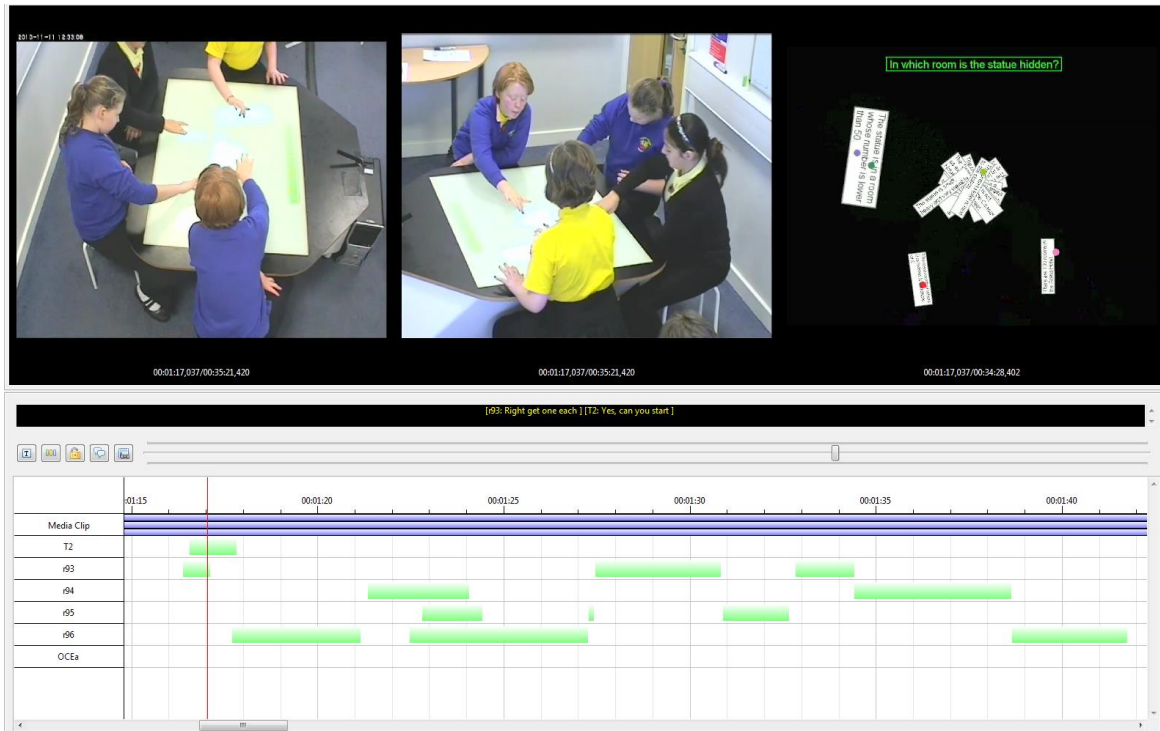 2010-11-11 12:33:08
In which room is the statue hidden?
The statue is in a room
whose number is lower
than 50
00:01:17,037/00:35:21,420
00:01:17,037/00:35:21,420
00:01:17,037/00:34:28,402
[r93: Right get one each ] [T2: Yes, can you start ]
:01:15
00:01:20
00:01:25
00:01:30
00:01:35
00:01:40
Media Clip
T2
r93
r94
r95
r96
OCEa